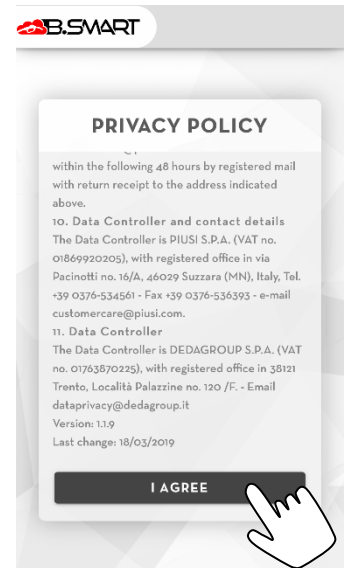 B.SMART
PRIVACY POLICY
within the following 48 hours by registered mail
with return receipt to the address indicated
above.
10. Data Controller and contact details
The Data Controller is PIUSI S.P.A. (VAT no.
01869920205), with registered office in via
Pacinotti no. 16/A, 46029 Suzzara (MN), Italy, Tel.
+39 0376-534561 - Fax +39 0376-536393 - e-mail
customercare@piusi.com.
11. Data Controller
The Data Controller is DEDAGROUP S.P.A. (VAT
no. 01763870225), with registered office in 38121
Trento, Località Palazzine no. 120 /F. - Email
dataprivacy@dedagroup.it
Version: 1.1.9
Last change: 18/03/2019
I AGREE